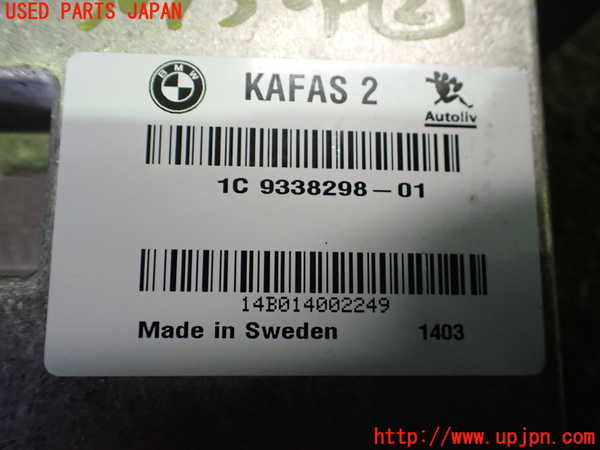 USED PARTS JAPAN
BMW
KAFAS 2
Autoliv
1C 9338298-01
14B014002249
Made in Sweden 1403
http://www.upjpn.com/